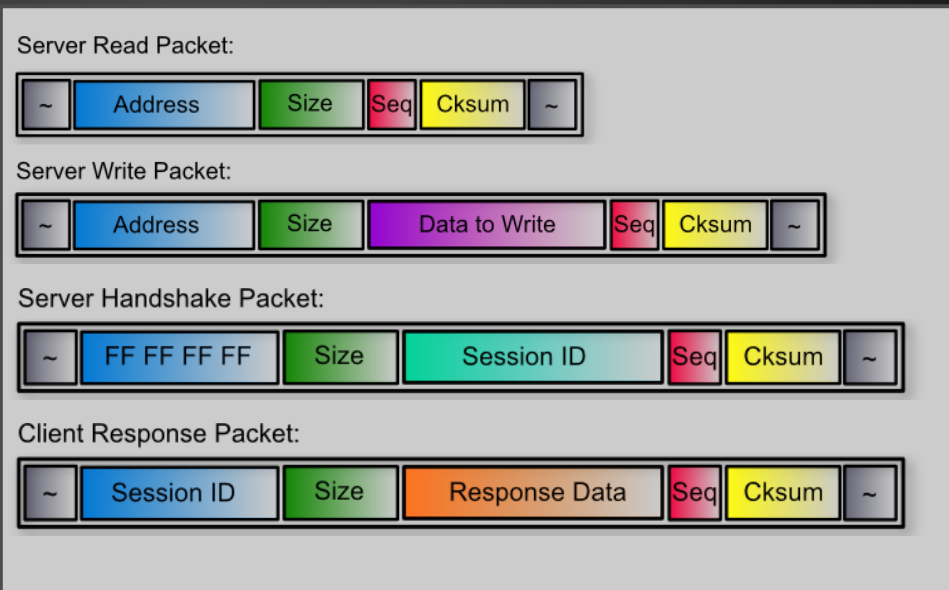 Server Read Packet:
~ Address Size Seq Cksum ~
Server Write Packet:
~ Address Size Data to Write Seq Cksum ~
Server Handshake Packet:
~ FF FF FF FF Size Session ID Seq Cksum ~
Client Response Packet:
~ Session ID Size Response Data Seq Cksum ~